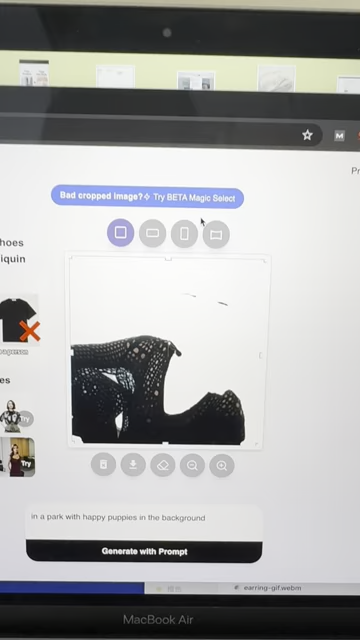 M
Pr
Bad cropped image? Try BETA Magic Select
hoes
iquin
es
Try
Try
in a park with happy puppies in the background
Generate with Prompt
earring-gif.webm
MacBook Air